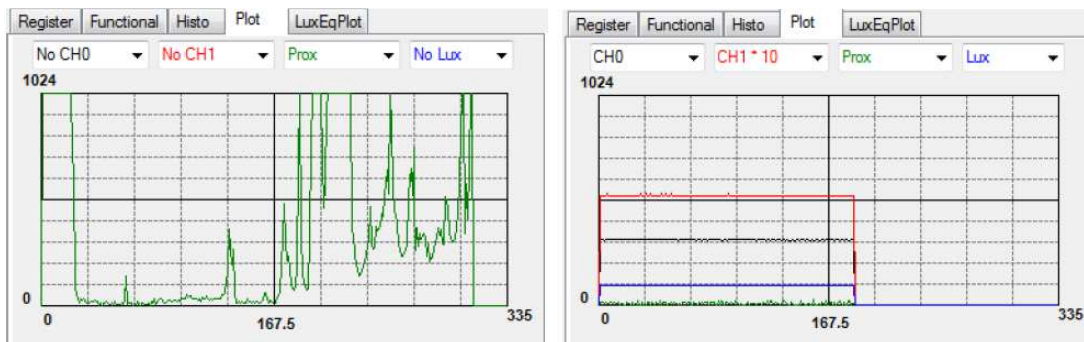 Register Functional Histo Plot LuxEqPlot
No CH0 No CH1 Prox No Lux
1024
0
0 167.5 335
Register Functional Histo Plot LuxEqPlot
CH0 CH1 * 10 Prox Lux
1024
0
0 167.5 335